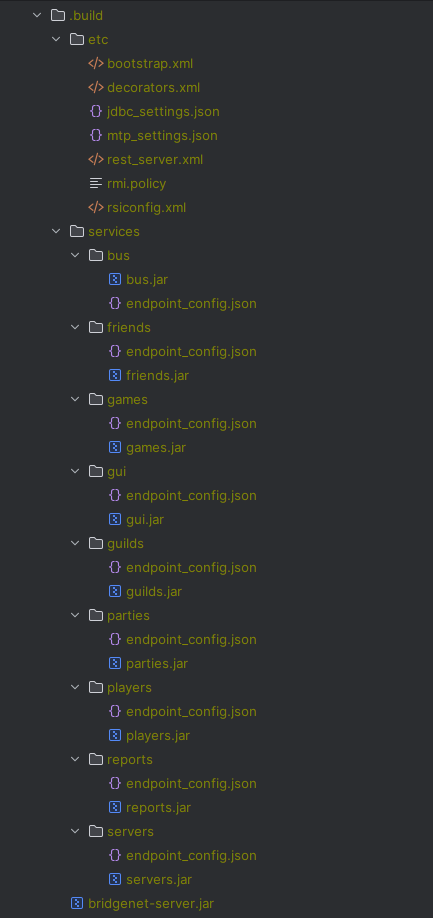 .build
etc
bootstrap.xml
decorators.xml
jdbc_settings.json
mtp_settings.json
rest_server.xml
rmi.policy
rsiconfig.xml
services
bus
bus.jar
endpoint_config.json
friends
endpoint_config.json
friends.jar
games
endpoint_config.json
games.jar
gui
endpoint_config.json
gui.jar
guilds
endpoint_config.json
guilds.jar
parties
endpoint_config.json
parties.jar
players
endpoint_config.json
players.jar
reports
endpoint_config.json
reports.jar
servers
endpoint_config.json
servers.jar
bridgenet-server.jar